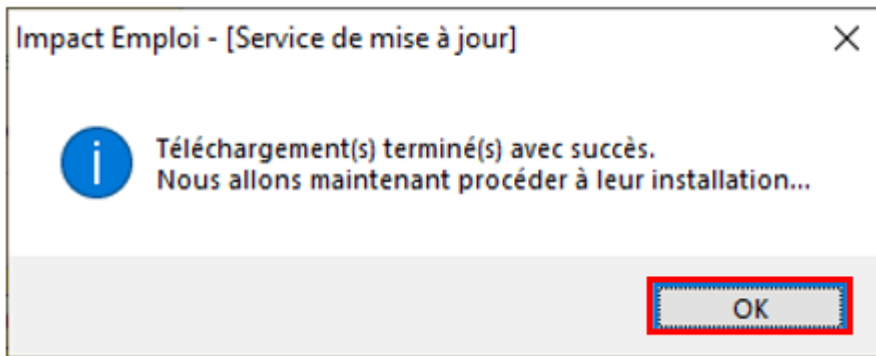 Impact Emploi - [Service de mise à jour]
Téléchargement(s) terminé(s) avec succès.
Nous allons maintenant procéder à leur installation...
OK